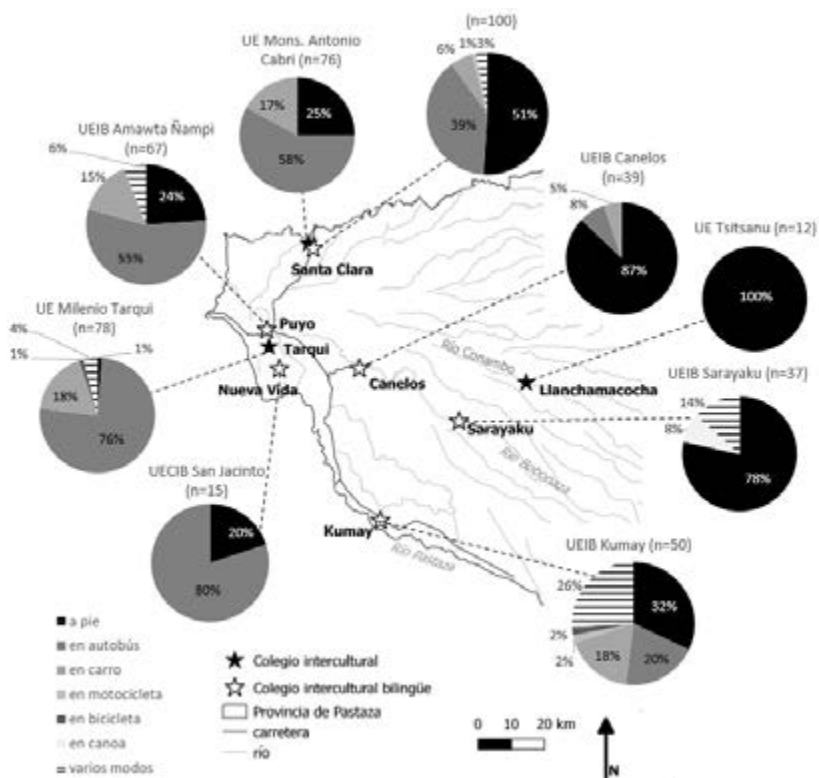 (n=100)
1% 3%
6%
39%
51%
UE Mons. Antonio
Cabri (n=76)
17%
25%
58%
UEIB Amawta Ñampi
(n=67)
6%
15%
24%
55%
UEIB Canelos
(n=39)
5%
8%
87%
UE Tsitsanu (n=12)
100%
UE Milenio Tarqui
(n=78)
4%
1%
1%
18%
76%
UEIB Sarayaku (n=37)
14%
8%
78%
UECIB San Jacinto
(n=15)
20%
80%
UEIB Kumay (n=50)
26%
32%
2%
2%
18%
20%
Santa Clara
Puyo
Tarqui
Nueva Vida
Canelos
Río Conambo
Llanchamacocha
Sarayaku
Río Bobonaza
Kumay
Río Pastaza
a pie
en autobús
en carro
en motocicleta
en bicicleta
en canoa
varios modos
Colegio intercultural
Colegio intercultural bilingüe
Provincia de Pastaza
carretera
río
0 10 20 km
N